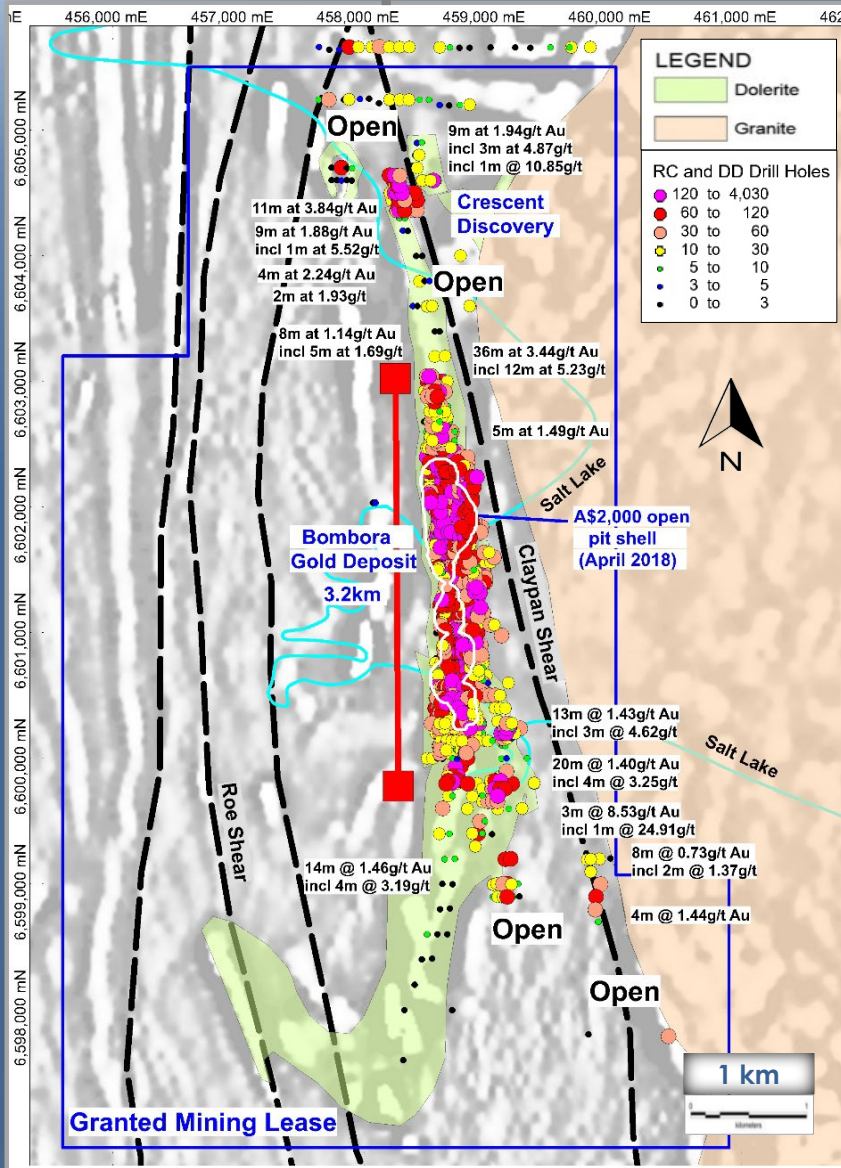 mE
456,000 mE
457,000 mE
458,000 mE
459,000 mE
460,000 mE
461,000 mE
462
6,605,000 mN
6,604,000 mN
6,603,000 mN
6,602,000 mN
6,601,000 mN
6,600,000 mN
6,599,000 mN
6,598,000 mN
LEGEND
Dolerite
Granite
RC and DD Drill Holes
120 to 4,030
60 to 120
30 to 60
10 to 30
5 to 10
3 to 5
0 to 3
Open
9m at 1.94g/t Au
incl 3m at 4.87g/t
incl 1m @ 10.85g/t
Crescent
Discovery
11m at 3.84g/t Au
9m at 1.88g/t Au
incl 1m at 5.52g/t
4m at 2.24g/t Au
2m at 1.93g/t
Open
8m at 1.14g/t Au
incl 5m at 1.69g/t
36m at 3.44g/t Au
incl 12m at 5.23g/t
5m at 1.49g/t Au
N
Salt Lake
A$2,000 open
pit shell
(April 2018)
Bombora
Gold Deposit
3.2km
Claypan Shear
13m @ 1.43g/t Au
incl 3m @ 4.62g/t
Salt Lake
20m @ 1.40g/t Au
incl 4m @ 3.25g/t
Roe Shear
3m @ 8.53g/t Au
incl 1m @ 24.91g/t
8m @ 0.73g/t Au
incl 2m @ 1.37g/t
14m @ 1.46g/t Au
incl 4m @ 3.19g/t
4m @ 1.44g/t Au
Open
Open
1 km
0 1
kilometers
Granted Mining Lease